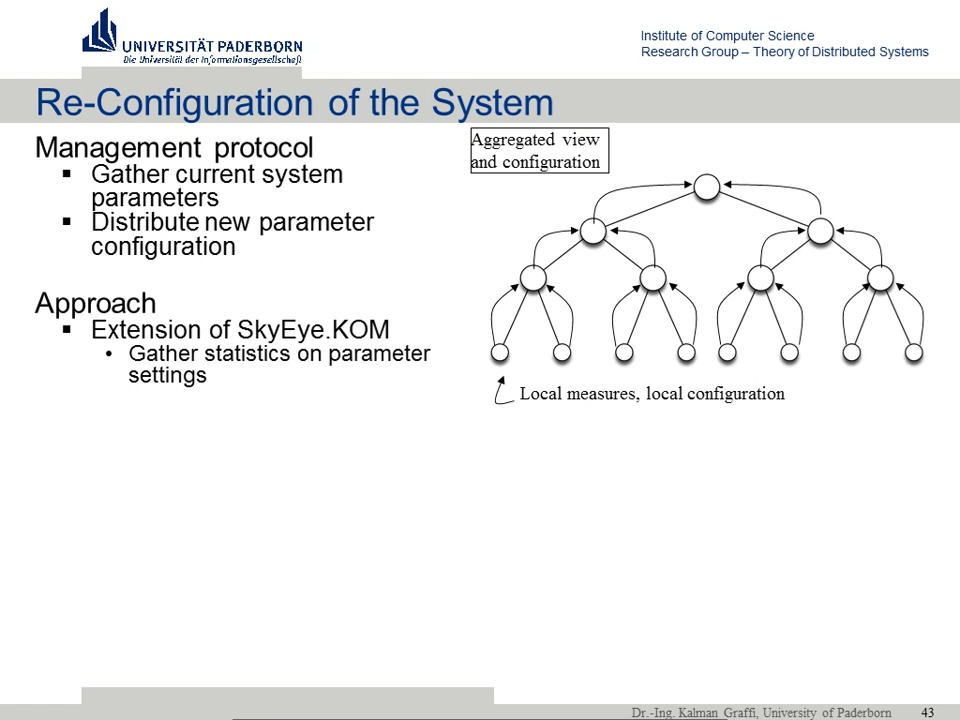 UNIVERSITÄT PADERBORN
Die Universität der Informationsgesellschaft
Institute of Computer Science
Research Group – Theory of Distributed Systems
Re-Configuration of the System
Management protocol
▪ Gather current system
parameters
▪ Distribute new parameter
configuration
Approach
▪ Extension of SkyEye.KOM
• Gather statistics on parameter
settings
Aggregated view
and configuration
Local measures, local configuration
Dr.-Ing. Kalman Graffi, University of Paderborn
43